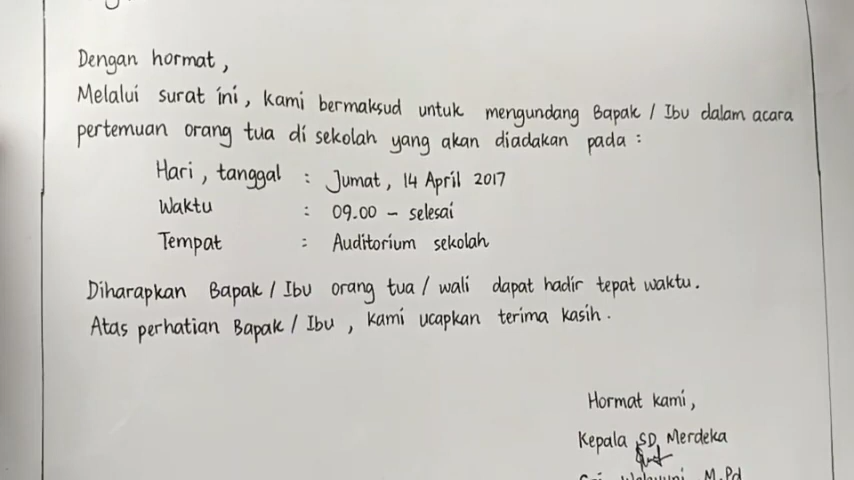 Dengan hormat,
Melalui surat ini, kami bermaksud untuk mengundang Bapak / Ibu dalam acara
pertemuan orang tua di sekolah yang akan diadakan pada :
Hari, tanggal : Jumat, 14 April 2017
Waktu : 09.00 - selesai
Tempat : Auditorium sekolah
Diharapkan Bapak / Ibu orang tua / wali dapat hadir tepat waktu.
Atas perhatian Bapak / Ibu, kami ucapkan terima kasih.
Hormat kami,
Kepala SD Merdeka
M.Pd